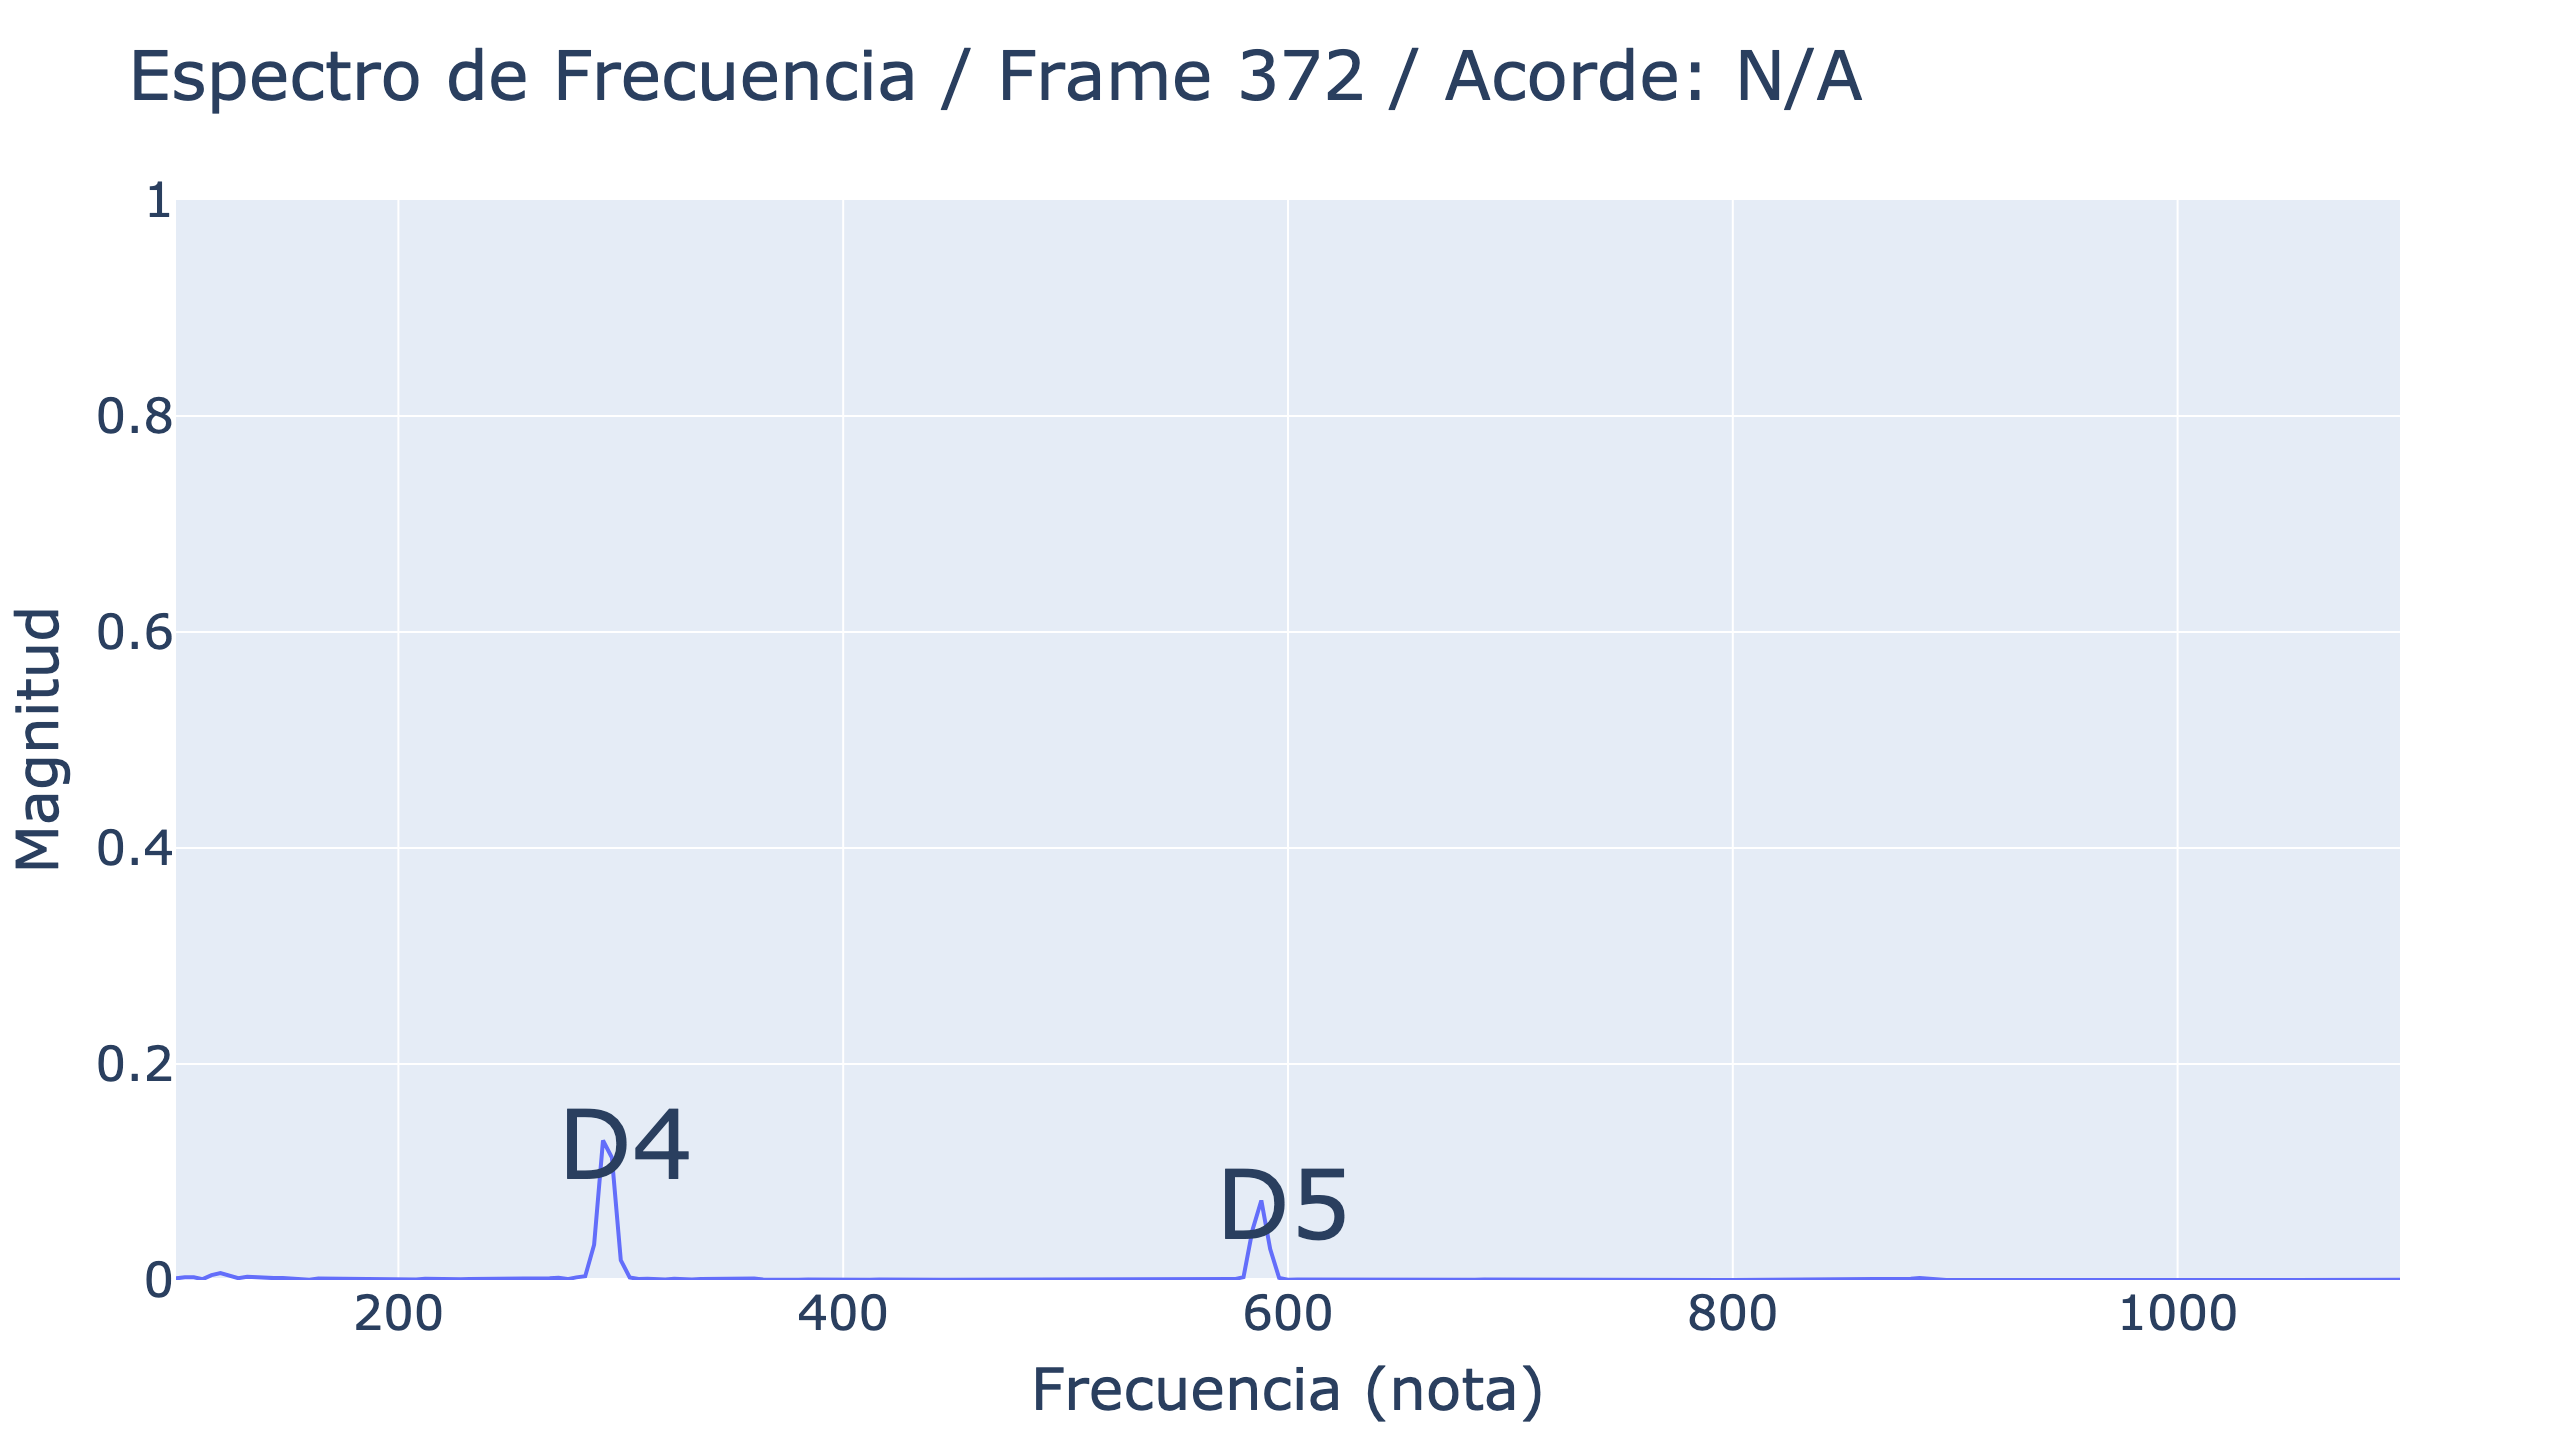 Espectro de Frecuencia / Frame 372 / Acorde: N/A
1
0.8
0.6
0.4
0.2
0
Magnitud
D4
D5
200 400 600 800 1000
Frecuencia (nota)